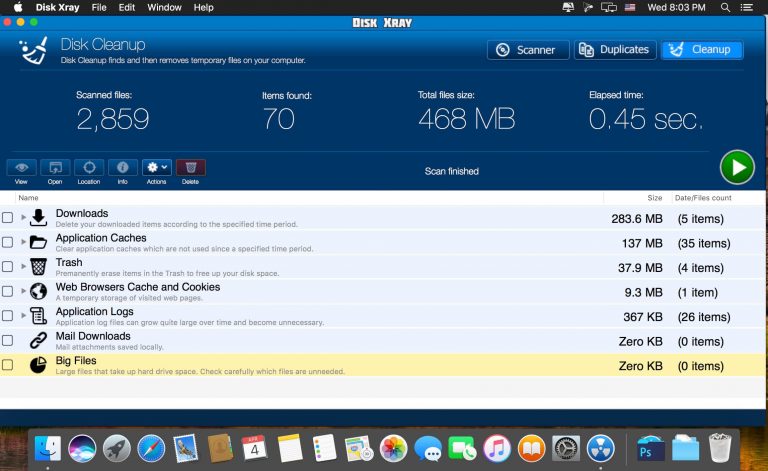 Disk Xray File Edit Window Help Wed 8:03 PM
Disk Xray
Disk Cleanup
Disk Cleanup finds and then removes temporary files on your computer.
Scanner Duplicates Cleanup
Scanned files: Items found: Total files size: Elapsed time:
2,859 70 468 MB 0.45 sec.
View Open Location Info Actions Delete
Scan finished
Name Size Date/Files count
Downloads 283.6 MB (5 items)
Delete your downloaded items according to the specified time period.
Application Caches 137 MB (35 items)
Clear application caches which are not used since a specified time period.
Trash 37.9 MB (4 items)
Premanently erase items in the Trash to free up your disk space.
Web Browsers Cache and Cookies 9.3 MB (1 item)
A temporary storage of visited web pages.
Application Logs 367 KB (26 items)
Application log files can grow quite large over time and become unnecessary.
Mail Downloads Zero KB (0 items)
Mail attachments saved locally.
Big Files Zero KB (0 items)
Large files that take up hard drive space. Check carefully which files are unneeded.
APR
4
Ps